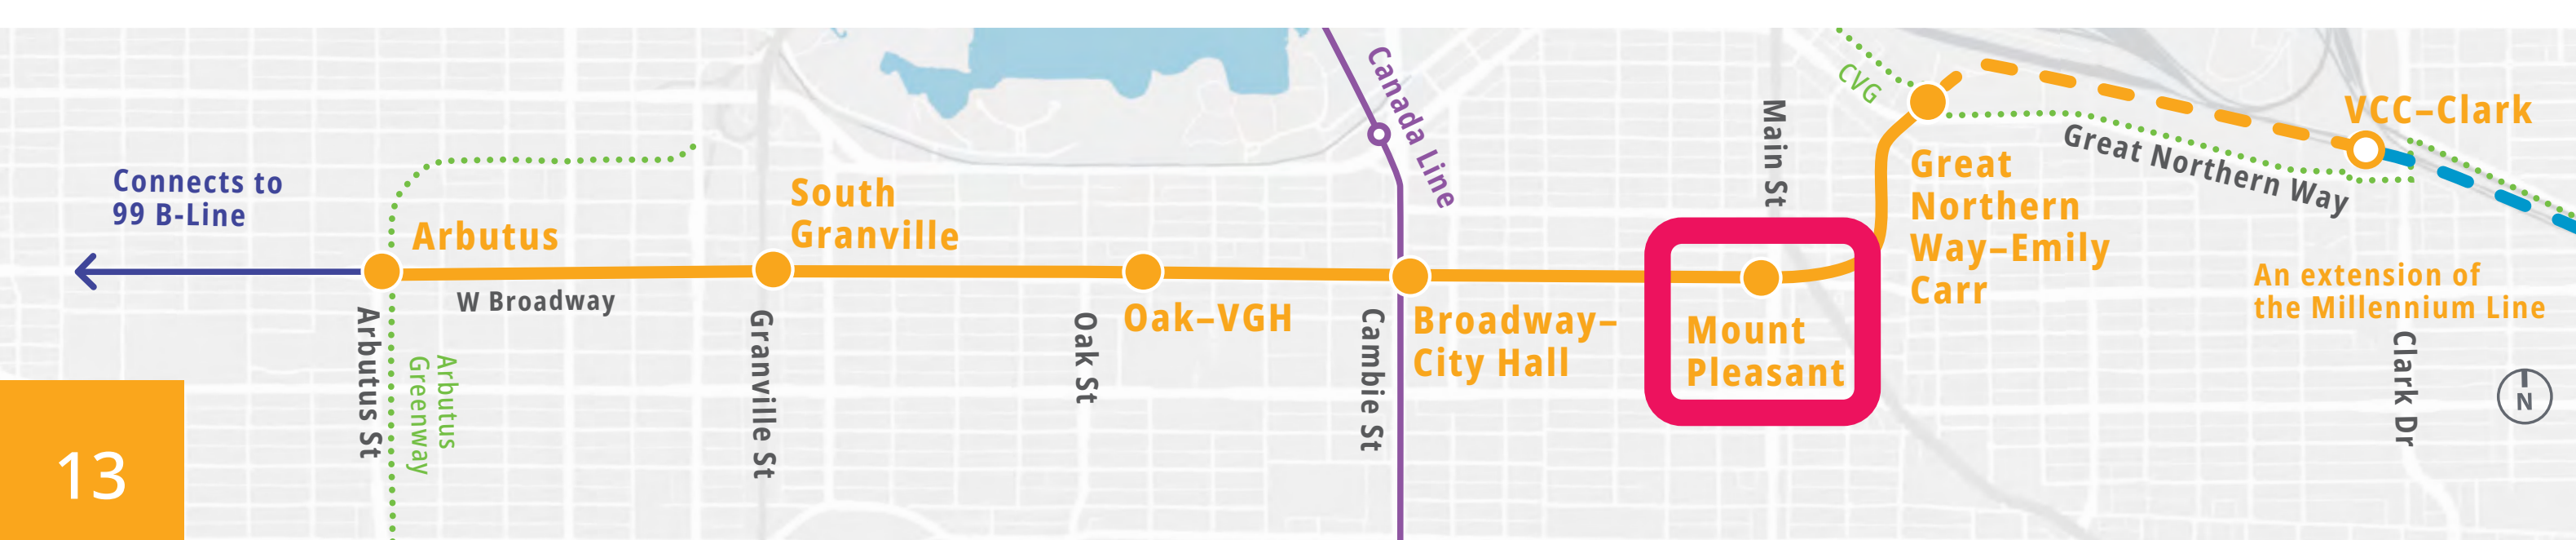 Connects to
99 B-Line
Arbutus
W Broadway
Arbutus St
Arbutus
Greenway
South
Granville
Granville St
Oak St
Oak–VGH
Canada Line
Cambie St
Broadway–
City Hall
Main St
Mount
Pleasant
CVG
Great
Northern
Way–Emily
Carr
Great Northern Way
VCC–Clark
An extension of
the Millennium Line
Clark Dr
N
13